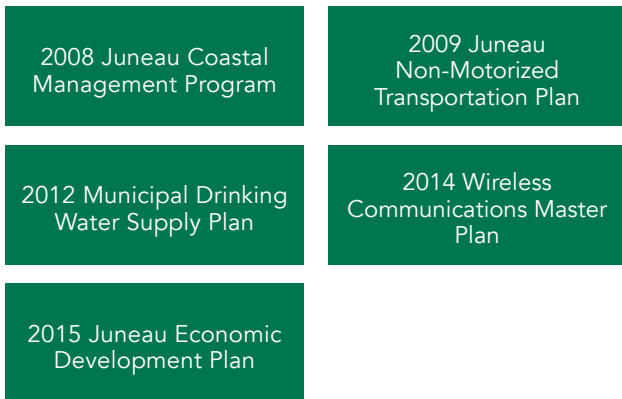 2008 Juneau Coastal
Management Program
2009 Juneau
Non-Motorized
Transportation Plan
2012 Municipal Drinking
Water Supply Plan
2014 Wireless
Communications Master
Plan
2015 Juneau Economic
Development Plan